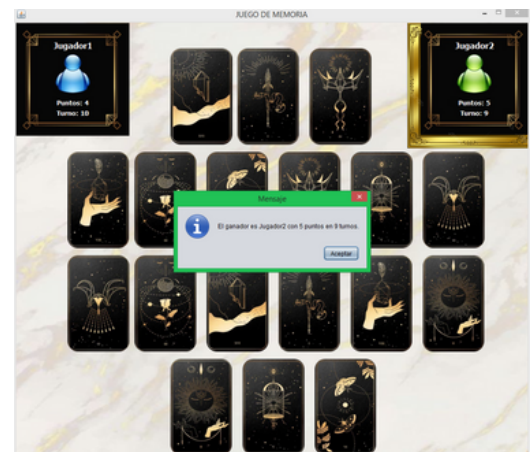 JUEGO DE MEMORIA
Jugador1
Puntos: 4
Turno: 10
Jugador2
Puntos: 5
Turno: 9
Mensaje
El ganador es Jugador2 con 5 puntos en 9 turnos.
Aceptar